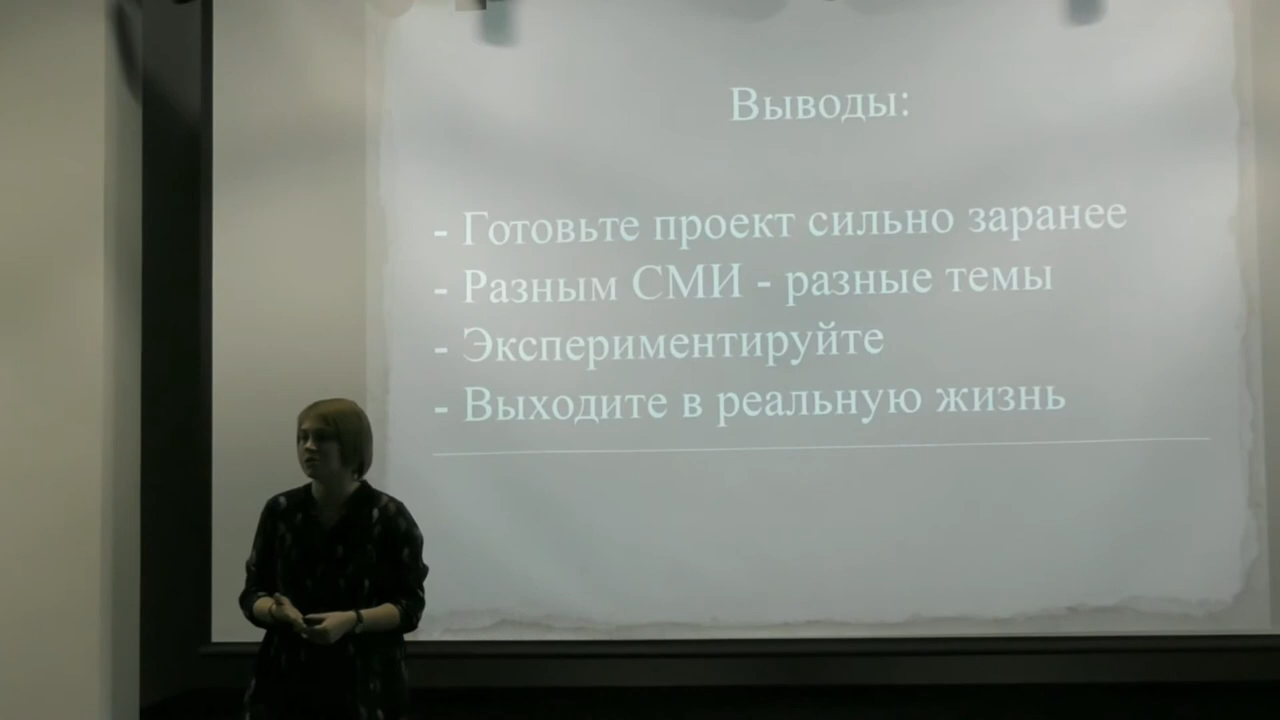 Выводы:
- Готовьте проект сильно заранее
- Разным СМИ - разные темы
- Экспериментируйте
- Выходите в реальную жизнь